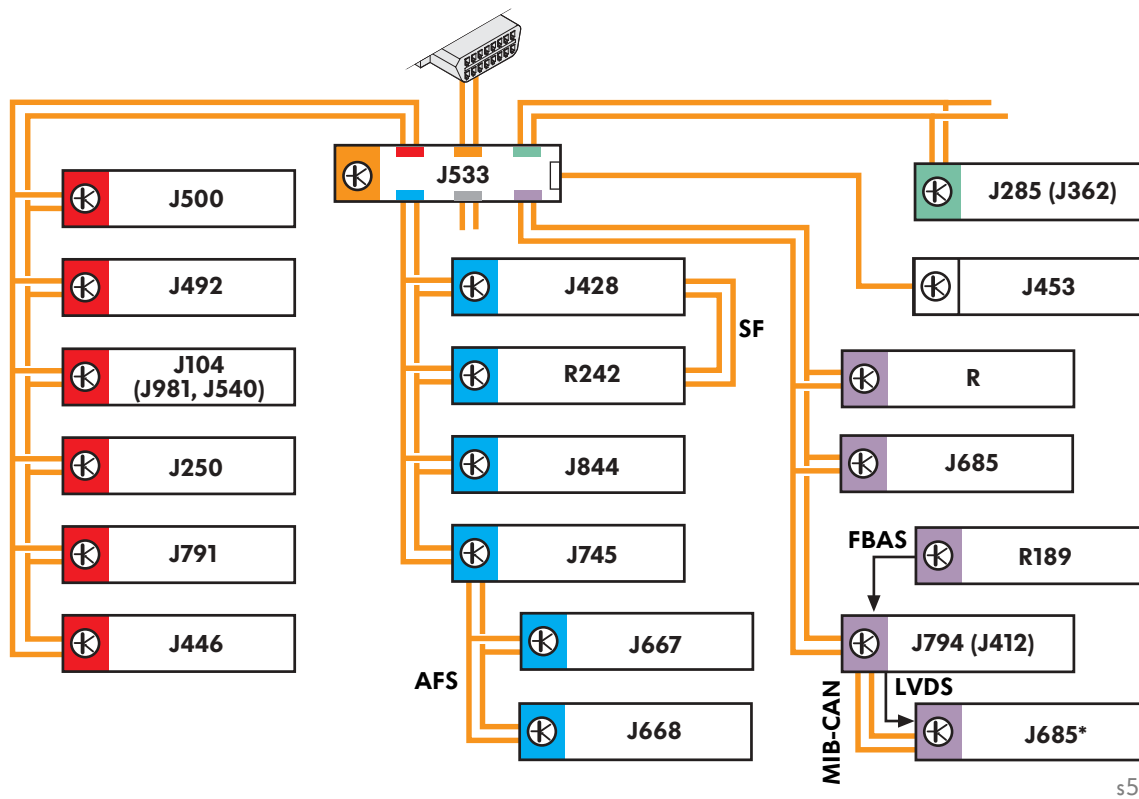 J533
J500
J285 (J362)
J492
J428
J453
SF
J104
(J981, J540)
R242
R
J250
J844
J685
J791
J745
FBAS
R189
J446
J667
J794 (J412)
AFS
LVDS
MIB-CAN
J668
J685*
s5